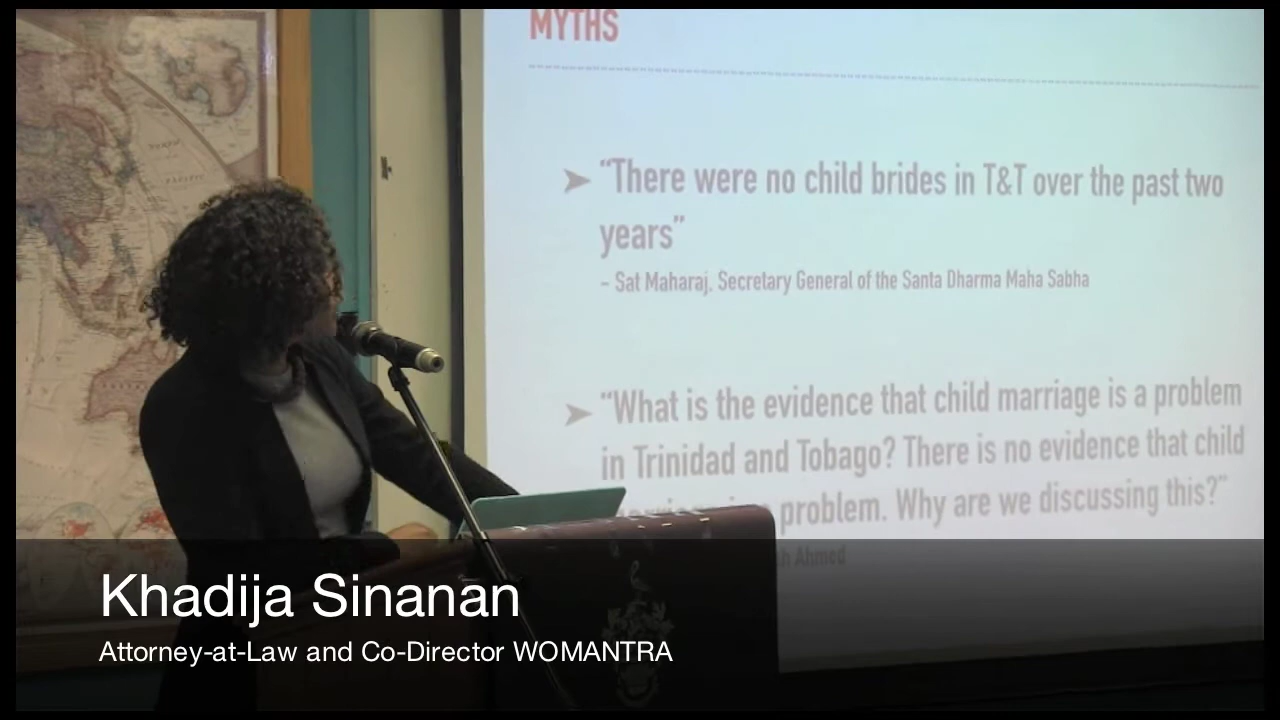 MYTHS
➤ “There were no child brides in T&T over the past two
years”
– Sat Maharaj, Secretary General of the Santa Dharma Maha Sabha
➤ “What is the evidence that child marriage is a problem
in Trinidad and Tobago? There is no evidence that child
problem. Why are we discussing this?”
Ahmed
Khadija Sinanan
Attorney-at-Law and Co-Director WOMANTRA